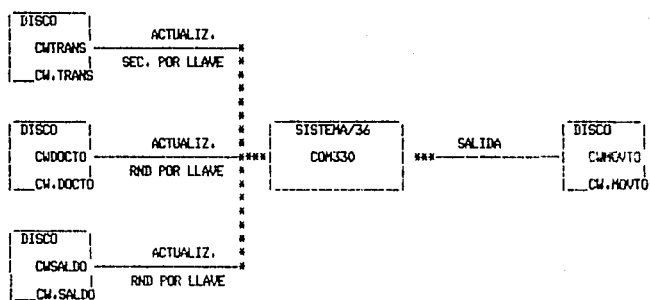 DISCO
CWTRANS
CW.TRANS
ACTUALIZ.
SEC. POR LLAVE
DISCO
CWDOCTO
CW.DOCTO
ACTUALIZ.
RND POR LLAVE
SISTEMA/36
COM330
SALIDA
DISCO
CWMOVTO
CW.MOVTO
DISCO
CWSALDO
CW.SALDO
ACTUALIZ.
RND POR LLAVE